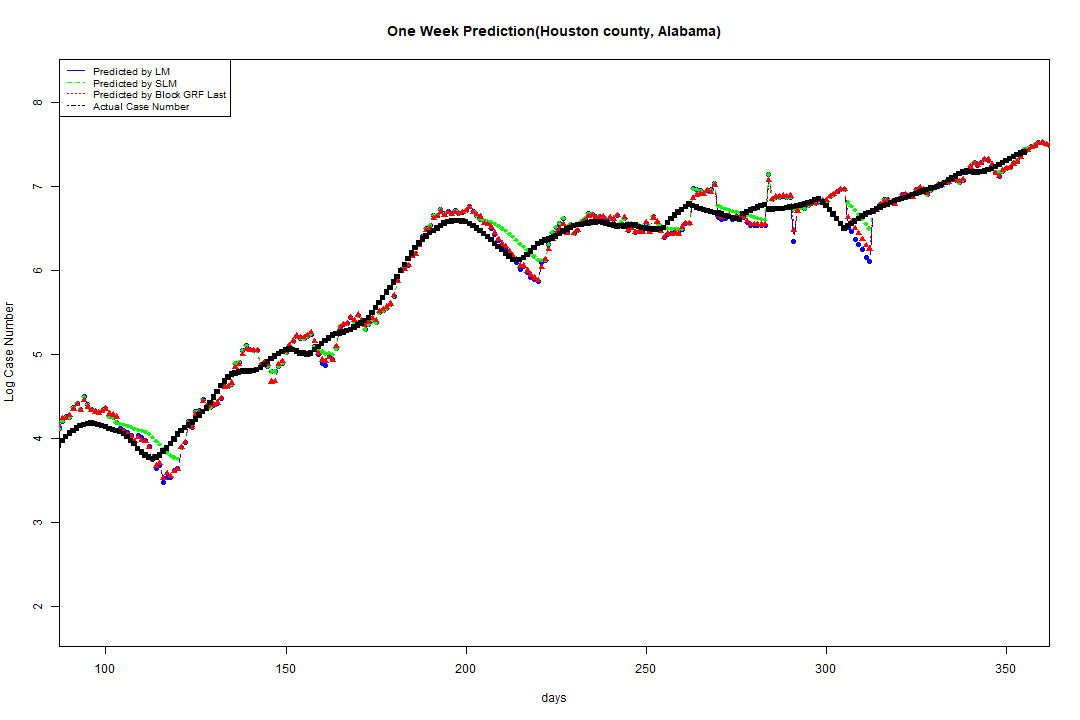 One Week Prediction(Houston county, Alabama)
Predicted by LM
Predicted by SLM
Predicted by Block GRF Last
Actual Case Number
8
7
6
5
4
3
2
Log Case Number
100 150 200 250 300 350
days